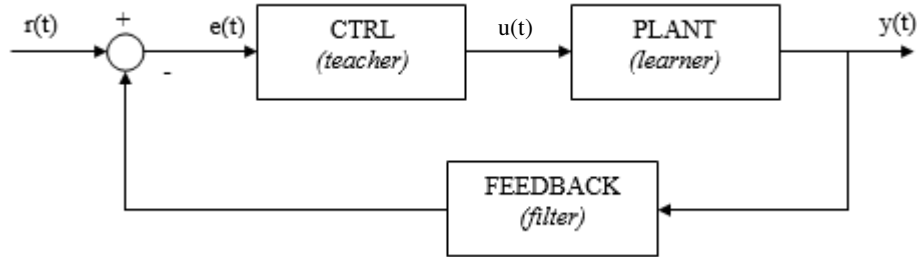 r(t)
+
-
e(t)
CTRL
(teacher)
u(t)
PLANT
(learner)
y(t)
FEEDBACK
(filter)